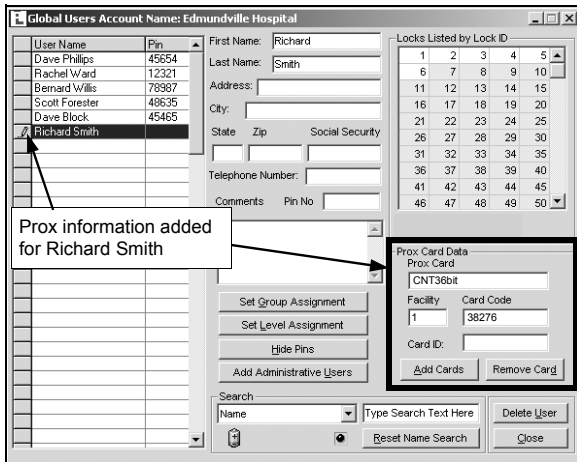 Global Users Account Name: Edmundville Hospital
User Name Pin
Dave Phillips 45654
Rachel Ward 12321
Bernard Willis 78987
Scott Forester 48635
Dave Block 45465
Richard Smith
First Name: Richard
Last Name: Smith
Address:
City:
State Zip Social Security
Telephone Number:
Comments Pin No
Prox information added
for Richard Smith
Set Group Assignment
Set Level Assignment
Hide Pins
Add Administrative Users
Locks Listed by Lock ID
1 2 3 4 5
6 7 8 9 10
11 12 13 14 15
16 17 18 19 20
21 22 23 24 25
26 27 28 29 30
31 32 33 34 35
36 37 38 39 40
41 42 43 44 45
46 47 48 49 50
Prox Card Data
Prox Card
CNT36bit
Facility Card Code
1 38276
Card ID:
Add Cards Remove Card
Search
Name Type Search Text Here
Reset Name Search
Delete User
Close